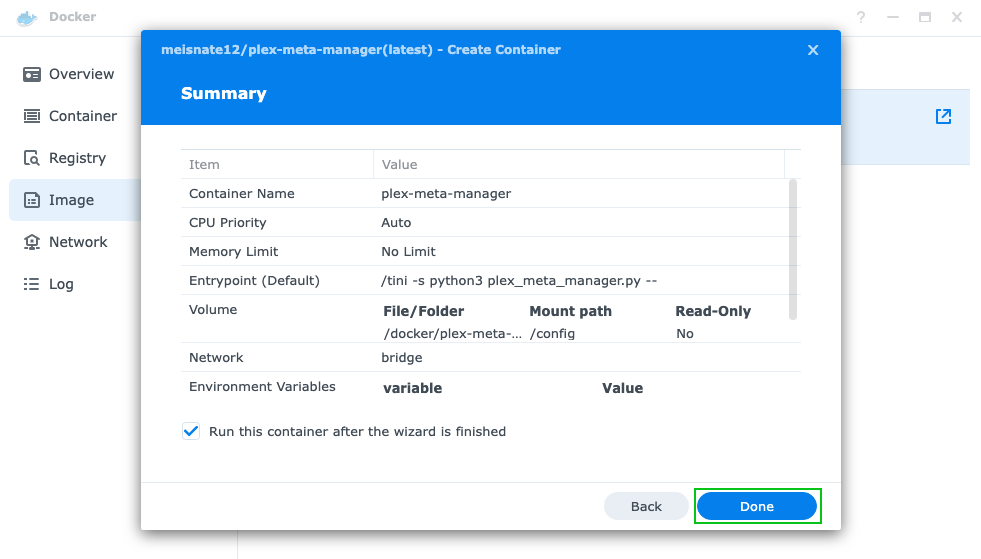 Docker
?
Overview
Container
Registry
Image
Network
Log
meisnate12/plex-meta-manager(latest) - Create Container
Summary
Item Value
Container Name plex-meta-manager
CPU Priority Auto
Memory Limit No Limit
Entrypoint (Default) /tini -s python3 plex_meta_manager.py --
Volume File/Folder Mount path Read-Only
/docker/plex-meta-... /config No
Network bridge
Environment Variables variable Value
Run this container after the wizard is finished
Back Done